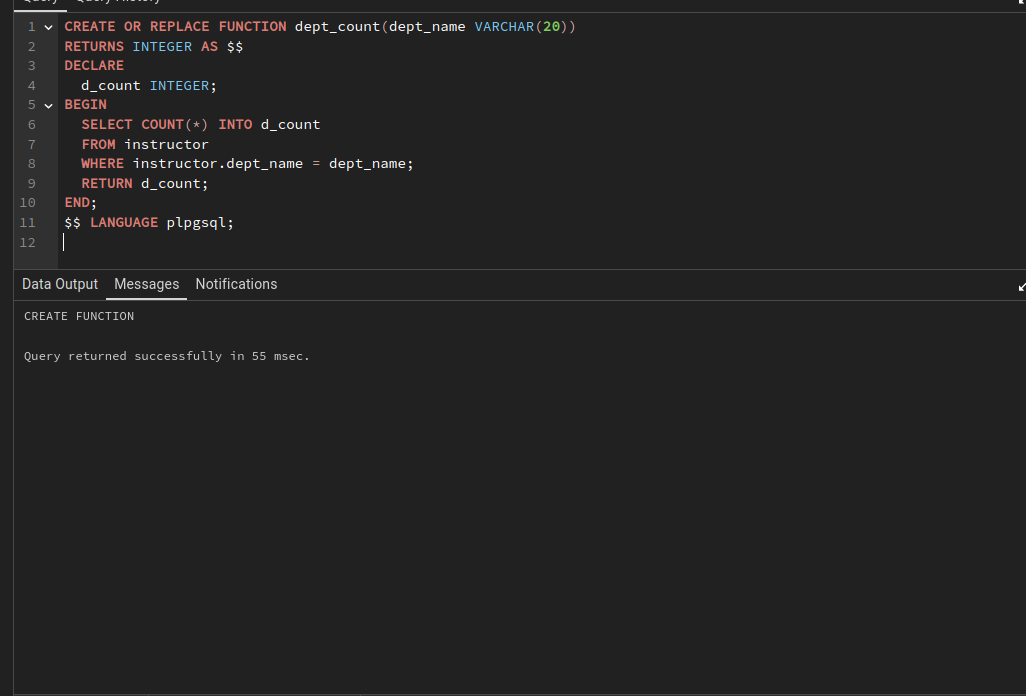 Query Query History
1 CREATE OR REPLACE FUNCTION dept_count(dept_name VARCHAR(20))
2 RETURNS INTEGER AS $$
3 DECLARE
4   d_count INTEGER;
5 BEGIN
6   SELECT COUNT(*) INTO d_count
7   FROM instructor
8   WHERE instructor.dept_name = dept_name;
9   RETURN d_count;
10 END;
11 $$ LANGUAGE plpgsql;
12
Data Output Messages Notifications
CREATE FUNCTION
Query returned successfully in 55 msec.